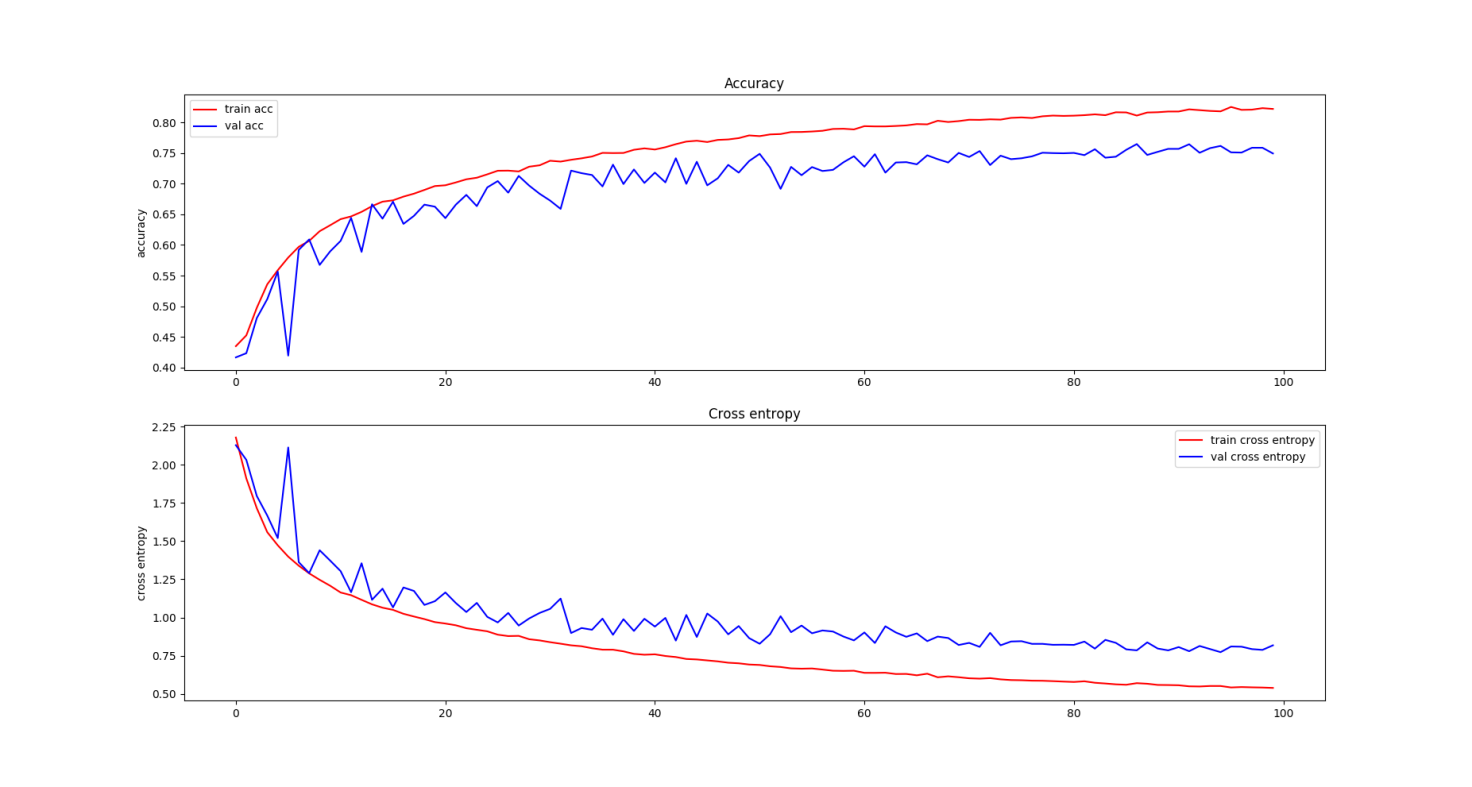 Accuracy
train acc
val acc
accuracy
0.80
0.75
0.70
0.65
0.60
0.55
0.50
0.45
0.40
0 20 40 60 80 100
Cross entropy
train cross entropy
val cross entropy
cross entropy
2.25
2.00
1.75
1.50
1.25
1.00
0.75
0.50
0 20 40 60 80 100